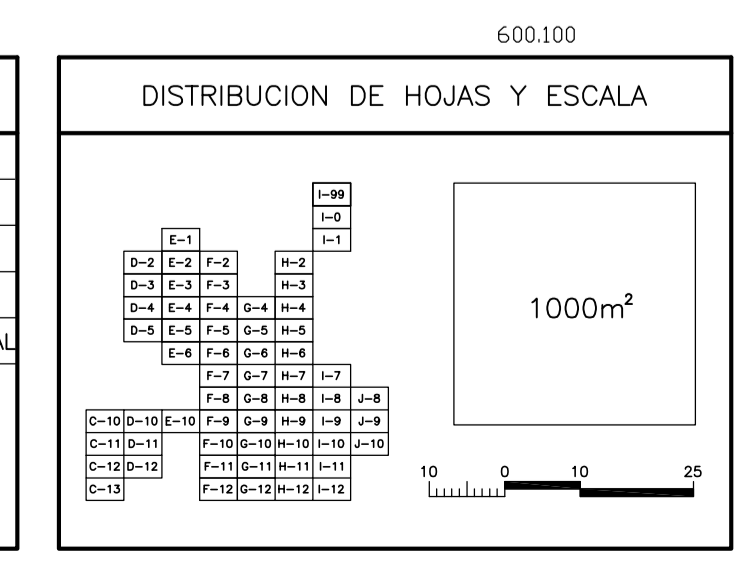 600.100
DISTRIBUCION DE HOJAS Y ESCALA
I-99
I-0
E-1 I-1
D-2 E-2 F-2 H-2
D-3 E-3 F-3 H-3
D-4 E-4 F-4 G-4 H-4
D-5 E-5 F-5 G-5 H-5
E-6 F-6 G-6 H-6
F-7 G-7 H-7 I-7
F-8 G-8 H-8 I-8 J-8
C-10 D-10 E-10 F-9 G-9 H-9 I-9 J-9
C-11 D-11 F-10 G-10 H-10 I-10 J-10
C-12 D-12 F-11 G-11 H-11 I-11
C-13 F-12 G-12 H-12 I-12
1000m²
10 0 10 25
AL